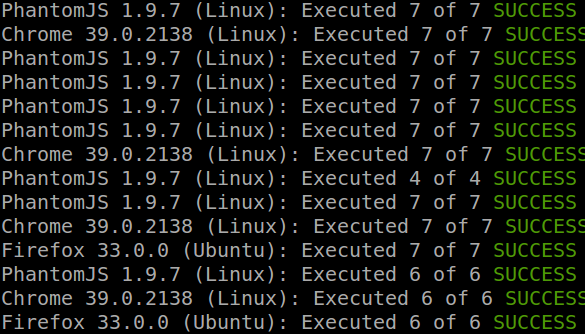 PhantomJS 1.9.7 (Linux): Executed 7 of 7 SUCCESS
Chrome 39.0.2138 (Linux): Executed 7 of 7 SUCCESS
PhantomJS 1.9.7 (Linux): Executed 7 of 7 SUCCESS
PhantomJS 1.9.7 (Linux): Executed 7 of 7 SUCCESS
PhantomJS 1.9.7 (Linux): Executed 7 of 7 SUCCESS
PhantomJS 1.9.7 (Linux): Executed 7 of 7 SUCCESS
Chrome 39.0.2138 (Linux): Executed 7 of 7 SUCCESS
PhantomJS 1.9.7 (Linux): Executed 4 of 4 SUCCESS
PhantomJS 1.9.7 (Linux): Executed 7 of 7 SUCCESS
Chrome 39.0.2138 (Linux): Executed 7 of 7 SUCCESS
Firefox 33.0.0 (Ubuntu): Executed 7 of 7 SUCCESS
PhantomJS 1.9.7 (Linux): Executed 6 of 6 SUCCESS
Chrome 39.0.2138 (Linux): Executed 6 of 6 SUCCESS
Firefox 33.0.0 (Ubuntu): Executed 6 of 6 SUCCESS